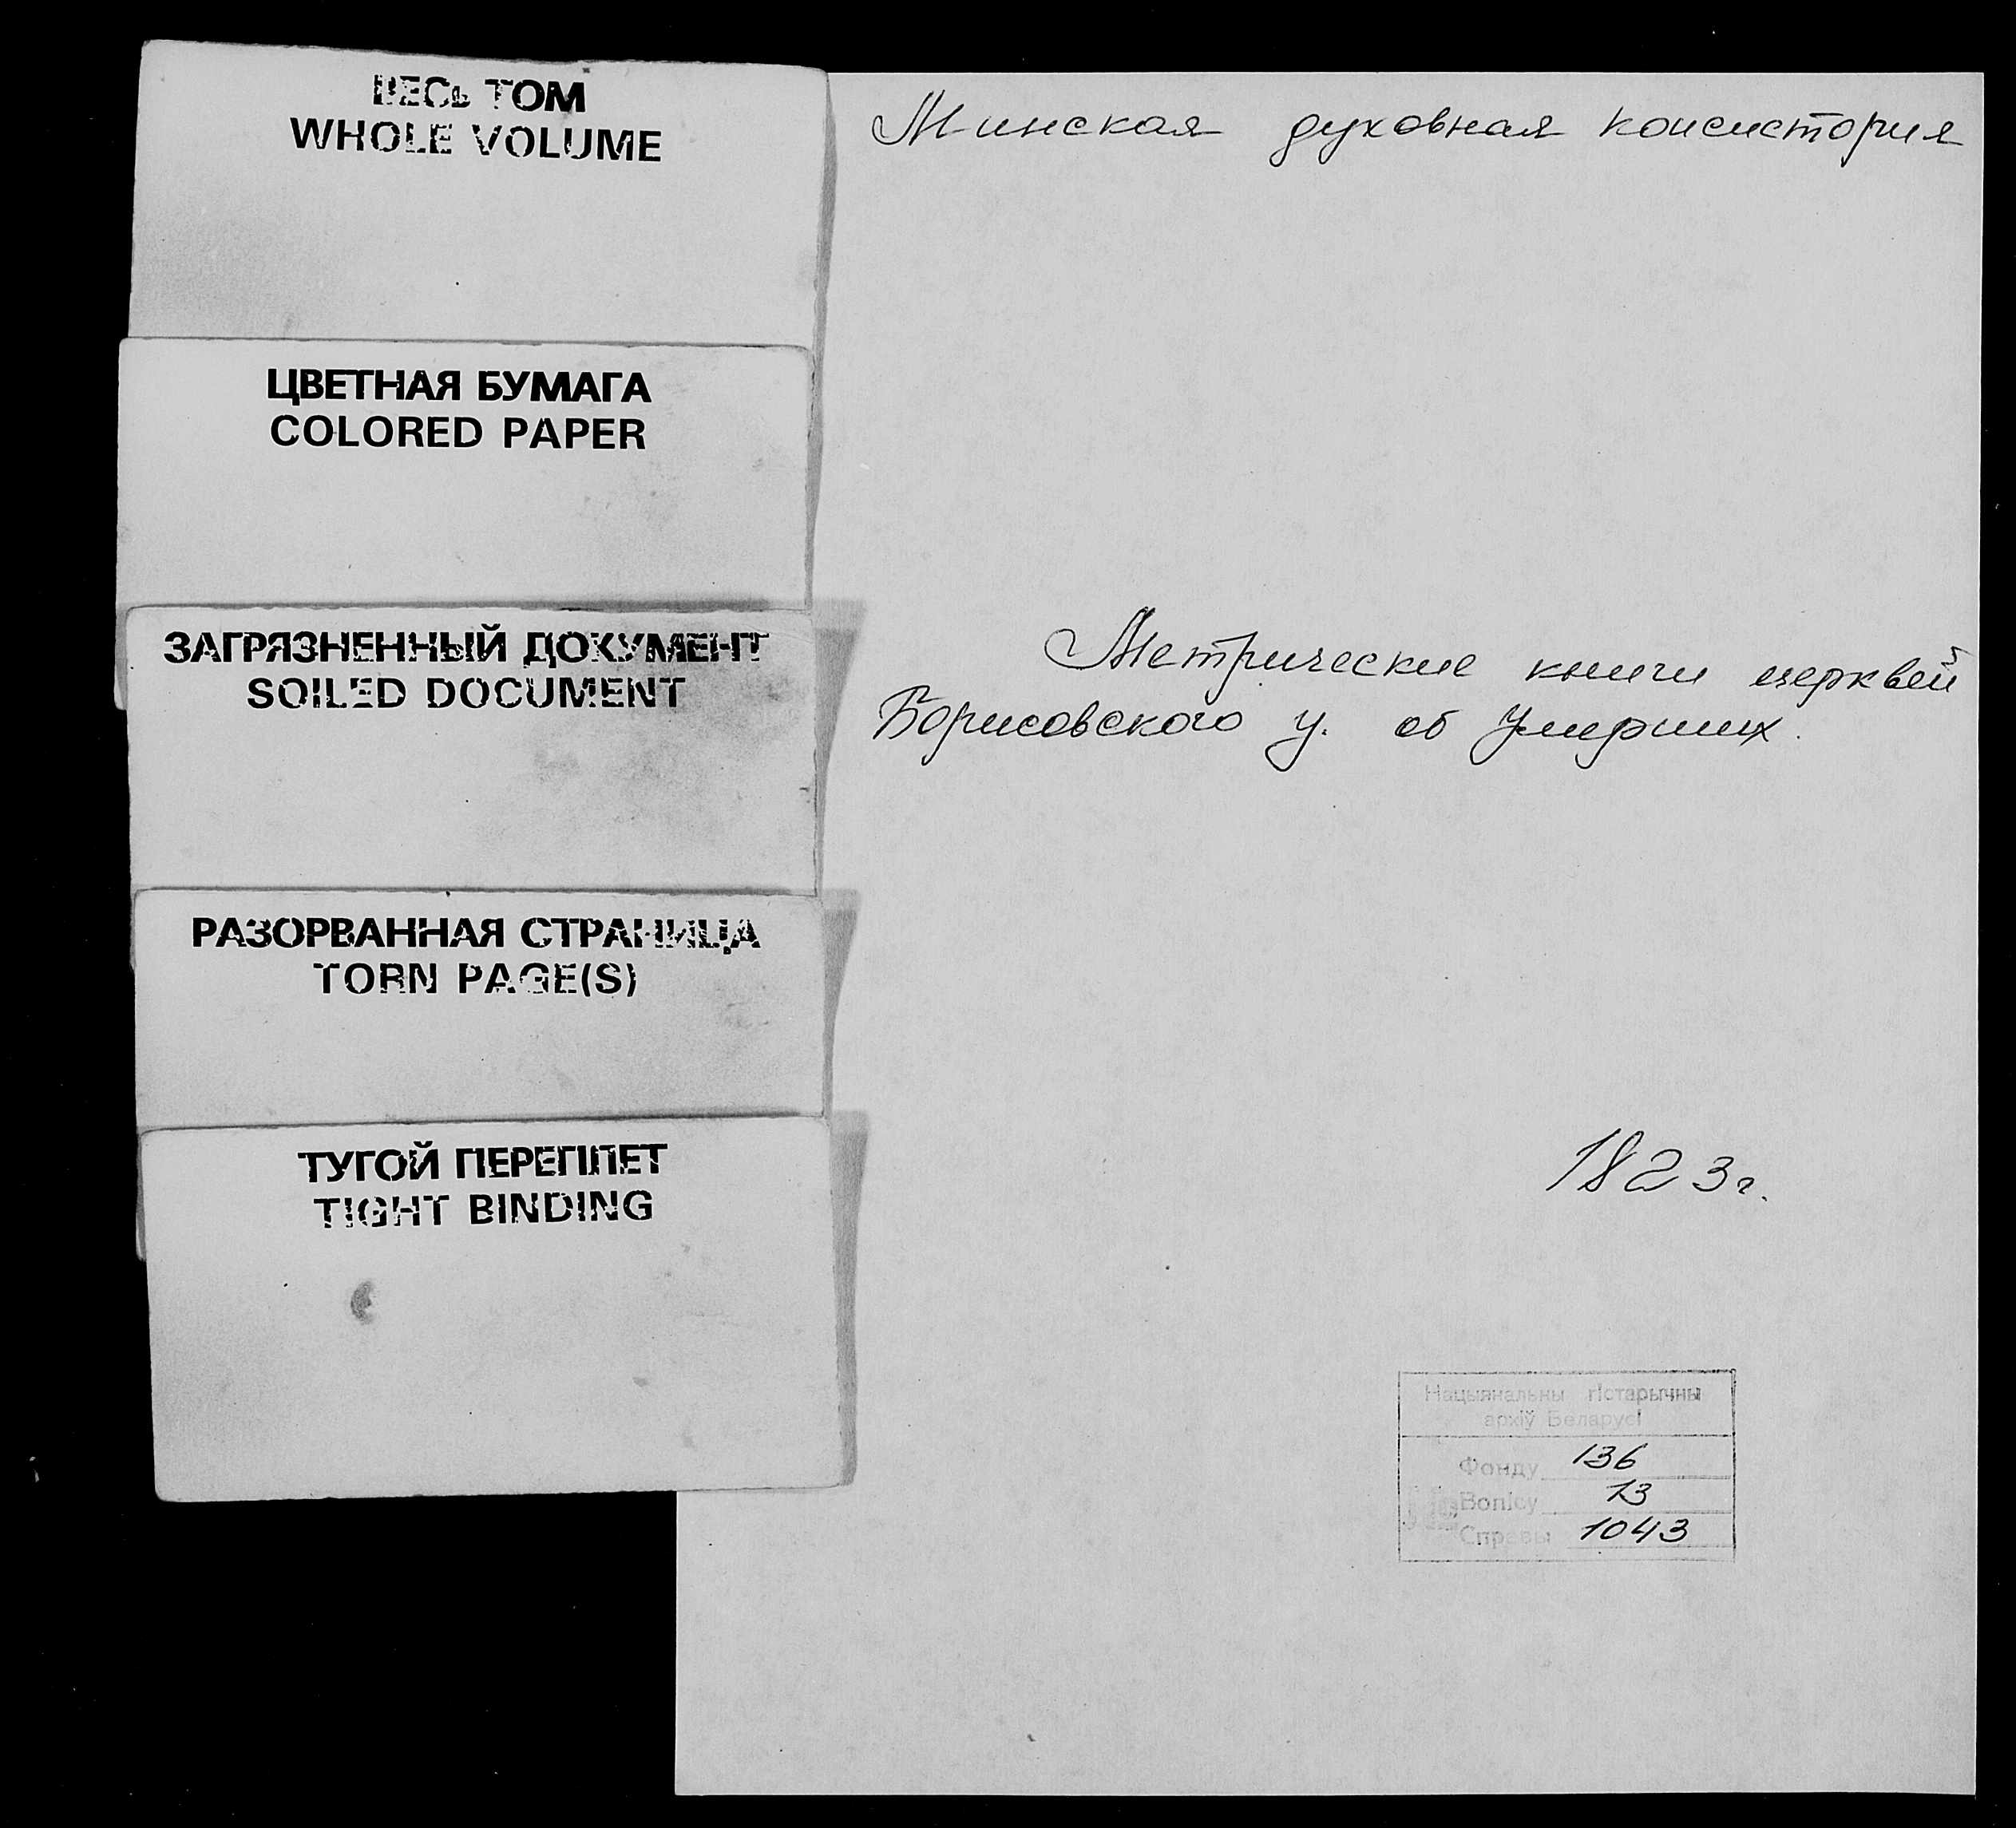 ВЕСЬ ТОМ
WHOLE VOLUME
ЦВЕТНАЯ БУМАГА
COLORED PAPER
ЗАГРЯЗНЕННЫЙ ДОКУМЕНТ
SOILED DOCUMENT
РАЗОРВАННАЯ СТРАНИЦА
TORN PAGE(S)
ТУГОЙ ПЕРЕПЛЕТ
TIGHT BINDING
Минская духовная консистория
Метрические книги церквей
Борисовского у. об умерших.
1823 г.
Нацыянальны гістарычны
архіў Беларусі
Фонду 136
Вопісу 13
Справы 1043